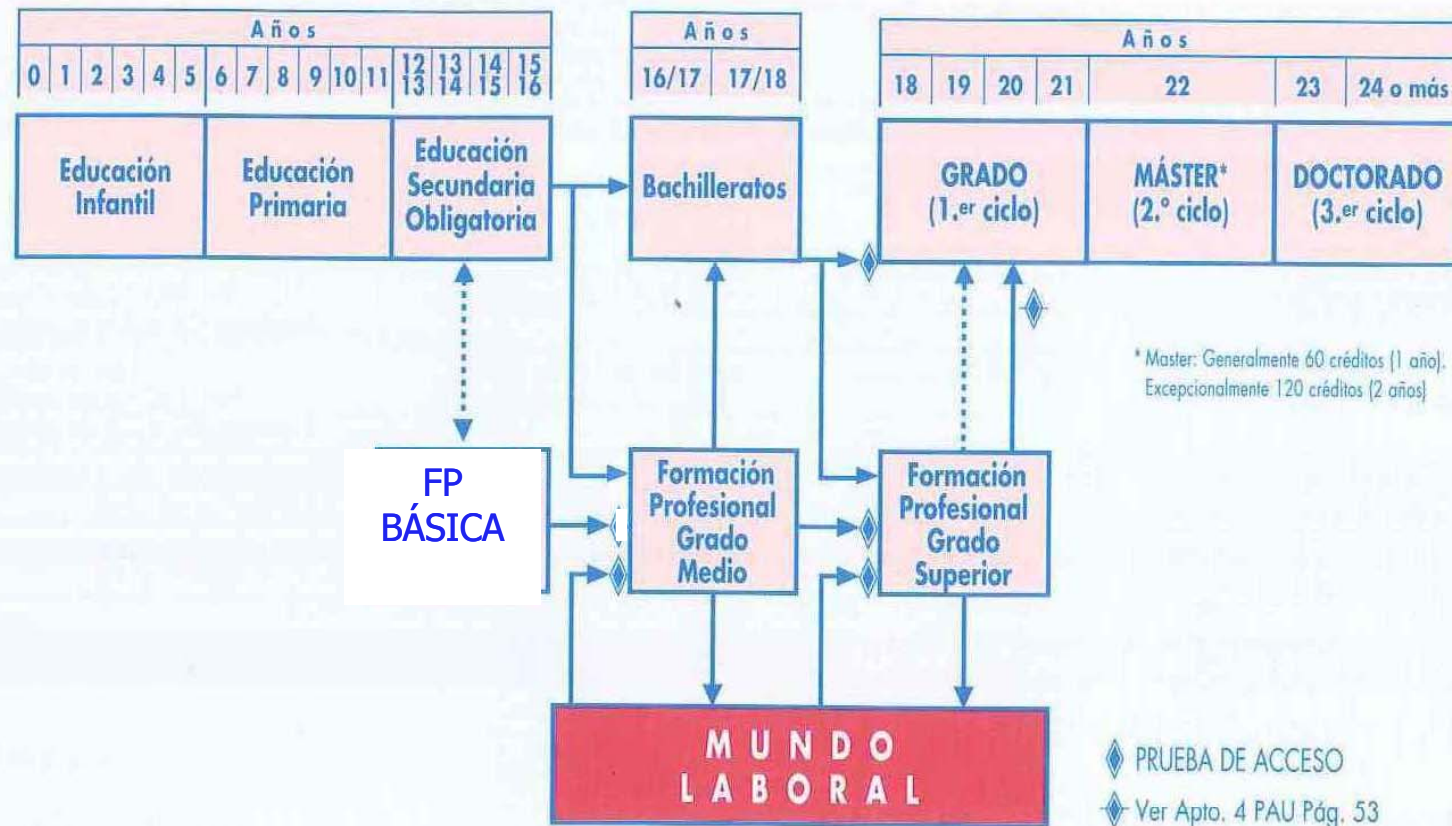 Años
0 1 2 3 4 5 6 7 8 9 10 11 12 13 14 15
13 14 15 16
Años
16/17 17/18
Años
18 19 20 21 22 23 24 o más
Educación
Infantil
Educación
Primaria
Educación
Secundaria
Obligatoria
Bachilleratos
GRADO
(1.er ciclo)
MÁSTER*
(2.º ciclo)
DOCTORADO
(3.er ciclo)
* Master: Generalmente 60 créditos (1 año).
Excepcionalmente 120 créditos (2 años)
FP
BÁSICA
Formación
Profesional
Grado
Medio
Formación
Profesional
Grado
Superior
MUNDO
LABORAL
PRUEBA DE ACCESO
Ver Apto. 4 PAU Pág. 53